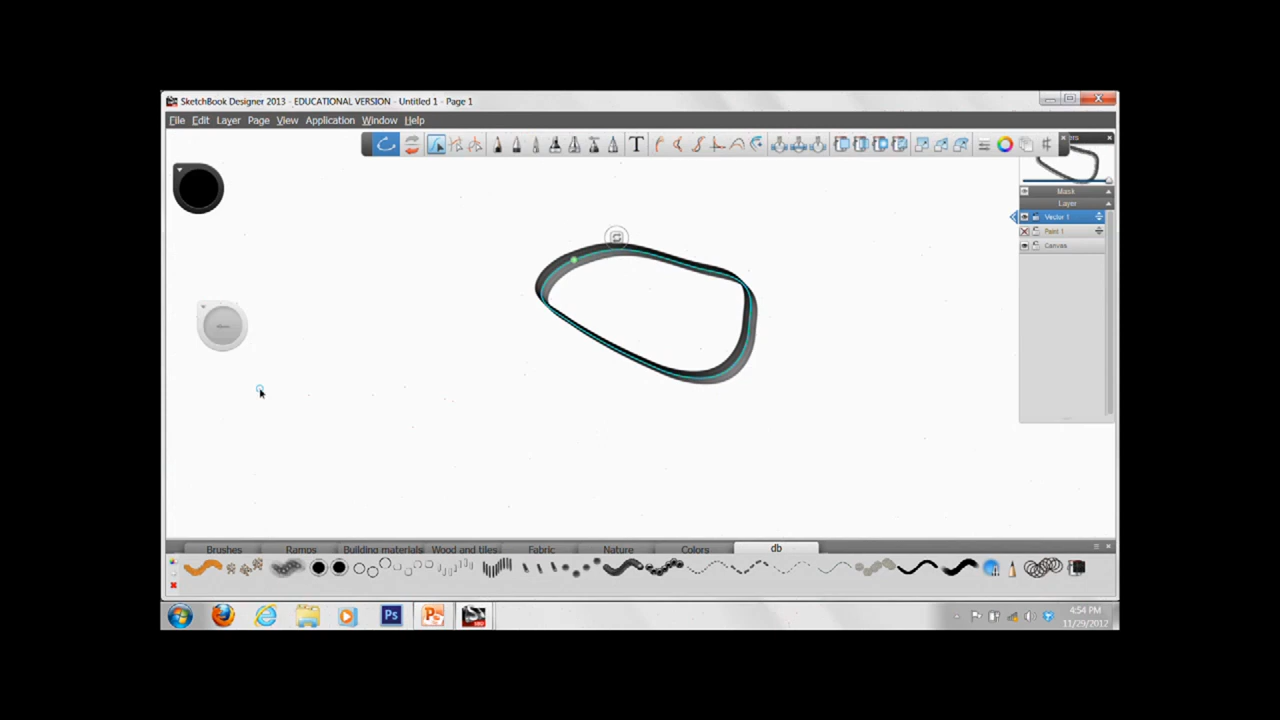 SketchBook Designer 2013 - EDUCATIONAL VERSION - Untitled 1 - Page 1
File Edit Layer Page View Application Window Help
T
ers
Mask
Layer
Vector 1
Paint 1
Canvas
Brushes Ramps Building materials Wood and tiles Fabric Nature Colors db
Ps
4:54 PM
11/29/2012